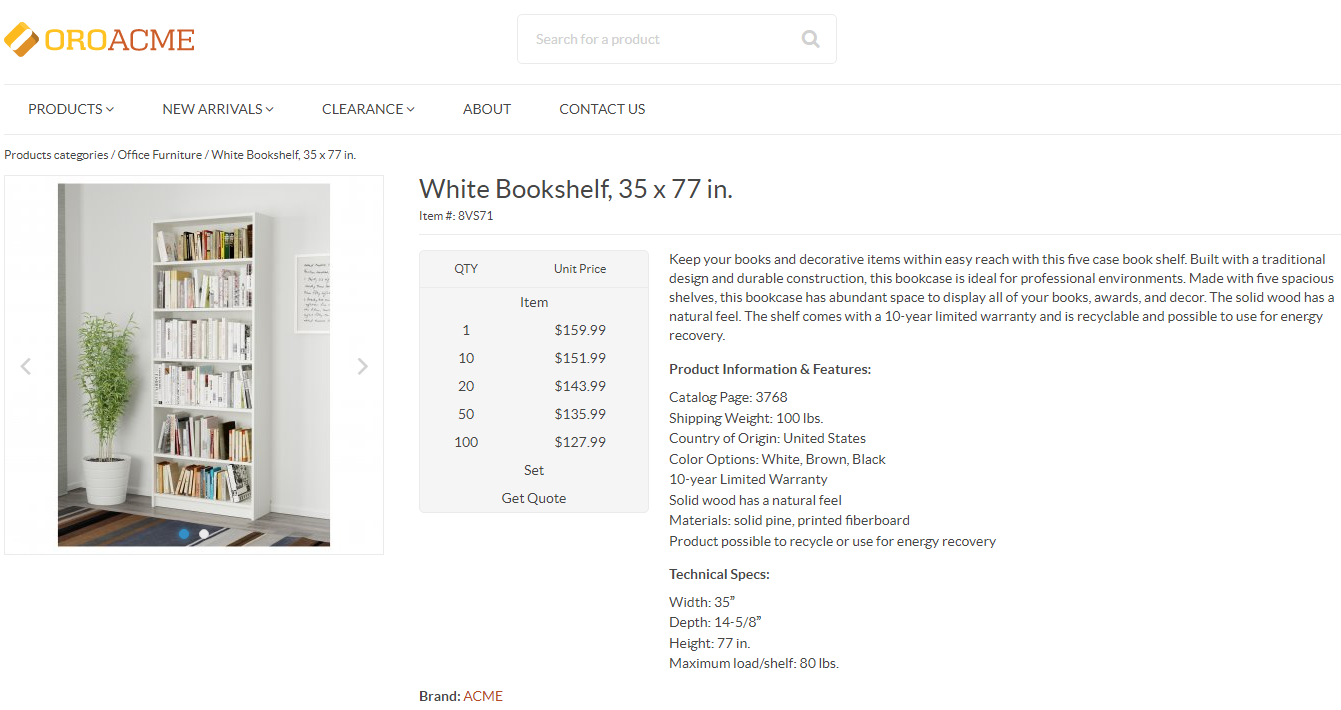 OROACME
Search for a product
PRODUCTS
NEW ARRIVALS
CLEARANCE
ABOUT
CONTACT US
Products categories / Office Furniture / White Bookshelf, 35 x 77 in.
White Bookshelf, 35 x 77 in.
Item #: 8VS71
QTY Unit Price
Item
1 $159.99
10 $151.99
20 $143.99
50 $135.99
100 $127.99
Set
Get Quote
Keep your books and decorative items within easy reach with this five case book shelf. Built with a traditional
design and durable construction, this bookcase is ideal for professional environments. Made with five spacious
shelves, this bookcase has abundant space to display all of your books, awards, and decor. The solid wood has a
natural feel. The shelf comes with a 10-year limited warranty and is recyclable and possible to use for energy
recovery.
Product Information & Features:
Catalog Page: 3768
Shipping Weight: 100 lbs.
Country of Origin: United States
Color Options: White, Brown, Black
10-year Limited Warranty
Solid wood has a natural feel
Materials: solid pine, printed fiberboard
Product possible to recycle or use for energy recovery
Technical Specs:
Width: 35”
Depth: 14-5/8”
Height: 77 in.
Maximum load/shelf: 80 lbs.
Brand: ACME